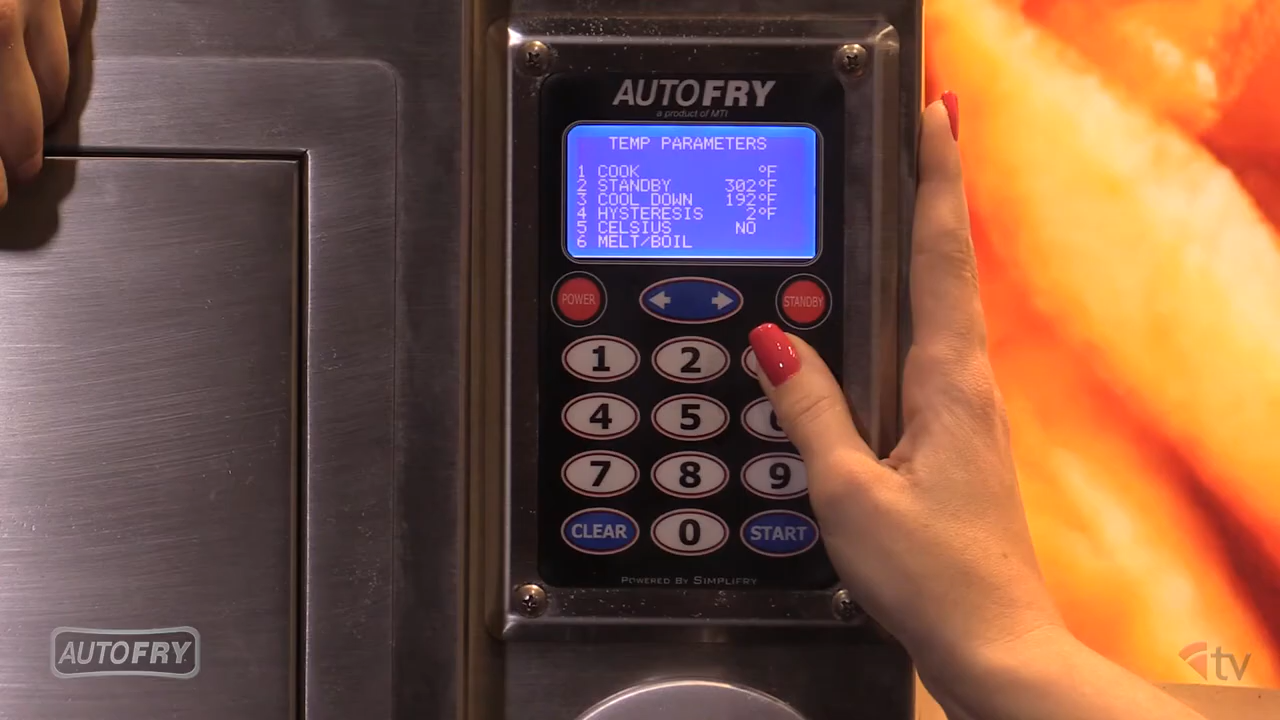 AUTOFRY
a product of MTI
TEMP PARAMETERS
1 COOK °F
2 STANDBY 302°F
3 COOL DOWN 192°F
4 HYSTERESIS 2°F
5 CELSIUS NO
6 MELT/BOIL
POWER
STANDBY
1 2
4 5 6
7 8 9
CLEAR 0 START
POWERED BY SIMPLIFRY
AUTOFRY
tv